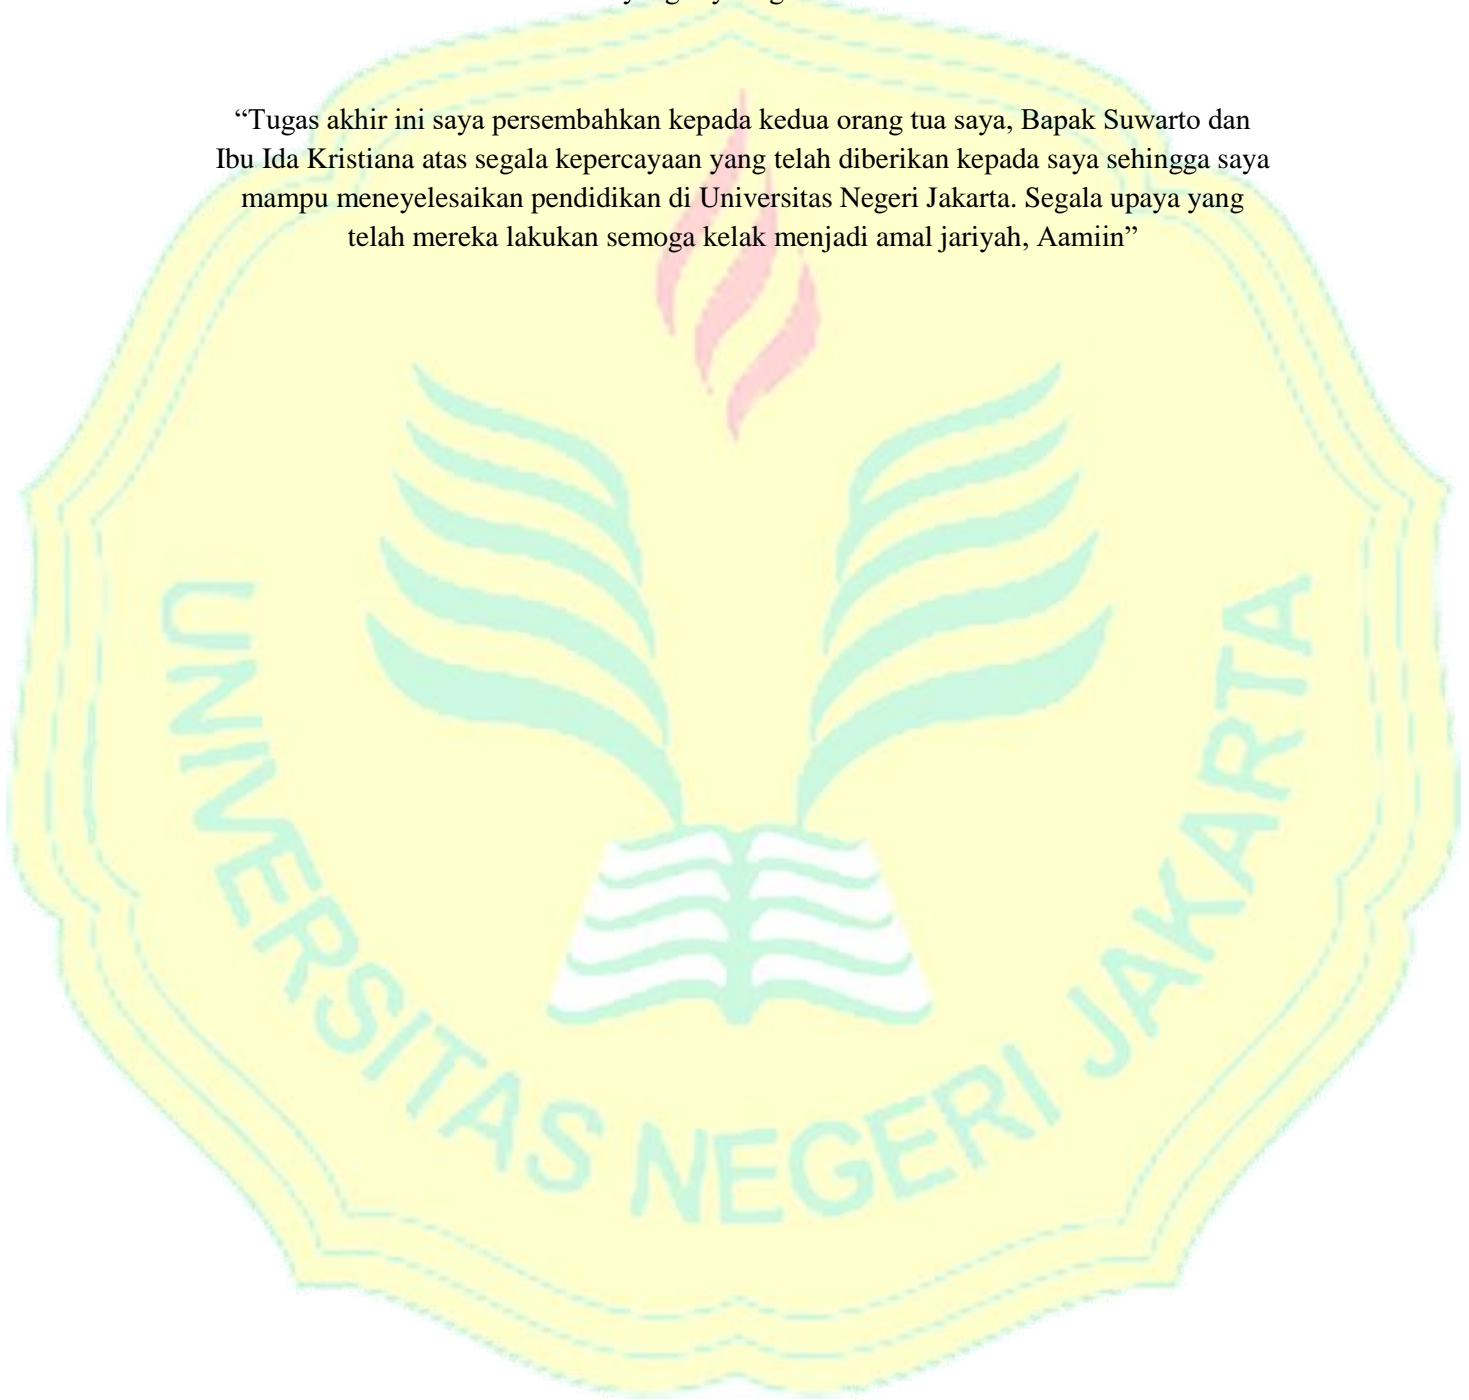 “Tugas akhir ini saya persembahkan kepada kedua orang tua saya, Bapak Suwarto dan
Ibu Ida Kristiana atas segala kepercayaan yang telah diberikan kepada saya sehingga saya
mampu meneyelesaikan pendidikan di Universitas Negeri Jakarta. Segala upaya yang
telah mereka lakukan semoga kelak menjadi amal jariyah, Aamiin”
UNIVERSITAS NEGERI JAKARTA